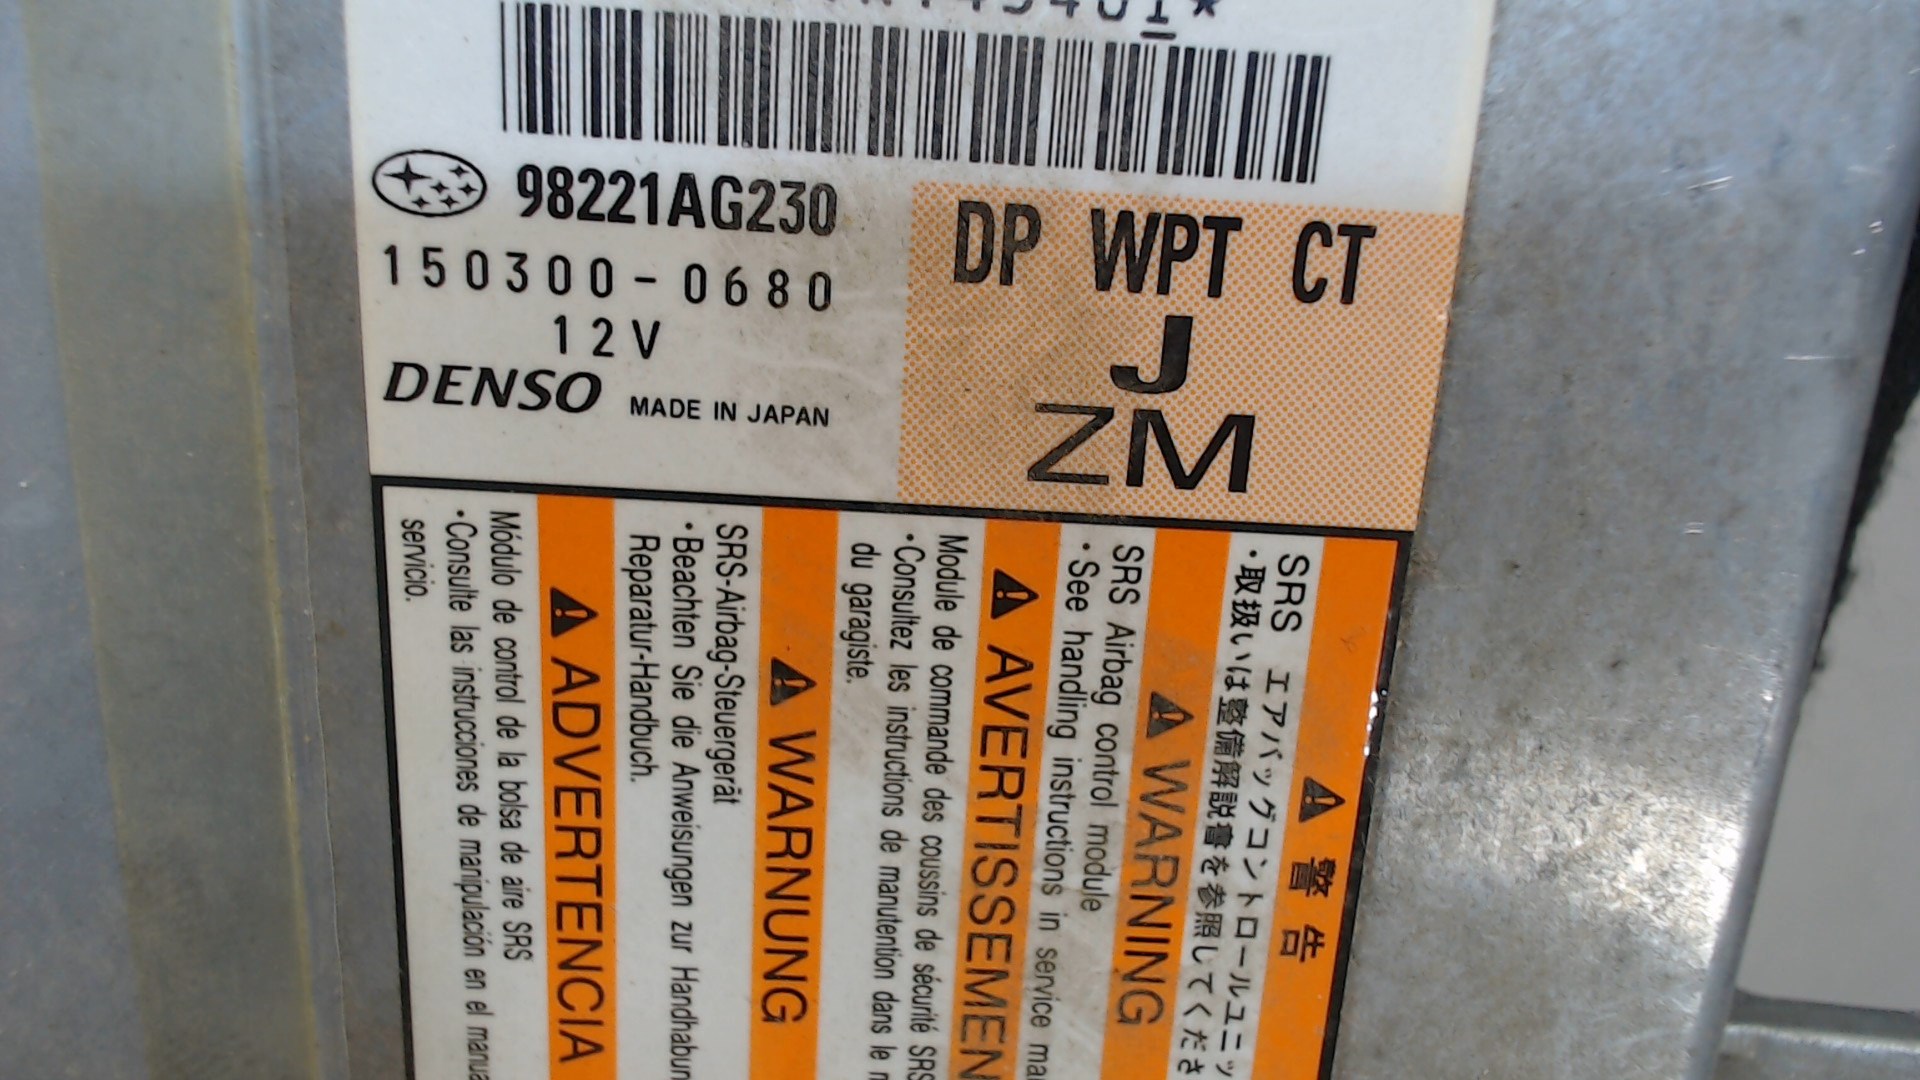 98221AG230
150300-0680
12V
DENSO MADE IN JAPAN
DP WPT CT
J
ZM
警告
SRS エアバッグコントロールユニッ
・取扱いは整備解説書を参照してくださ
WARNING
SRS Airbag control module
・See handling instructions in service
AVERTISSEMEN
Module de commande des coussins de sécurité SRS
・Consultez les instructions de manutention dans le
du garagiste.
WARNUNG
SRS-Airbag-Steuergerät
・Beachten Sie die Anweisungen zur Handhabun
Reparatur-Handbuch.
ADVERTENCIA
Módulo de control de la bolsa de aire SRS
・Consulte las instrucciones de manipulación en el manua
servicio.